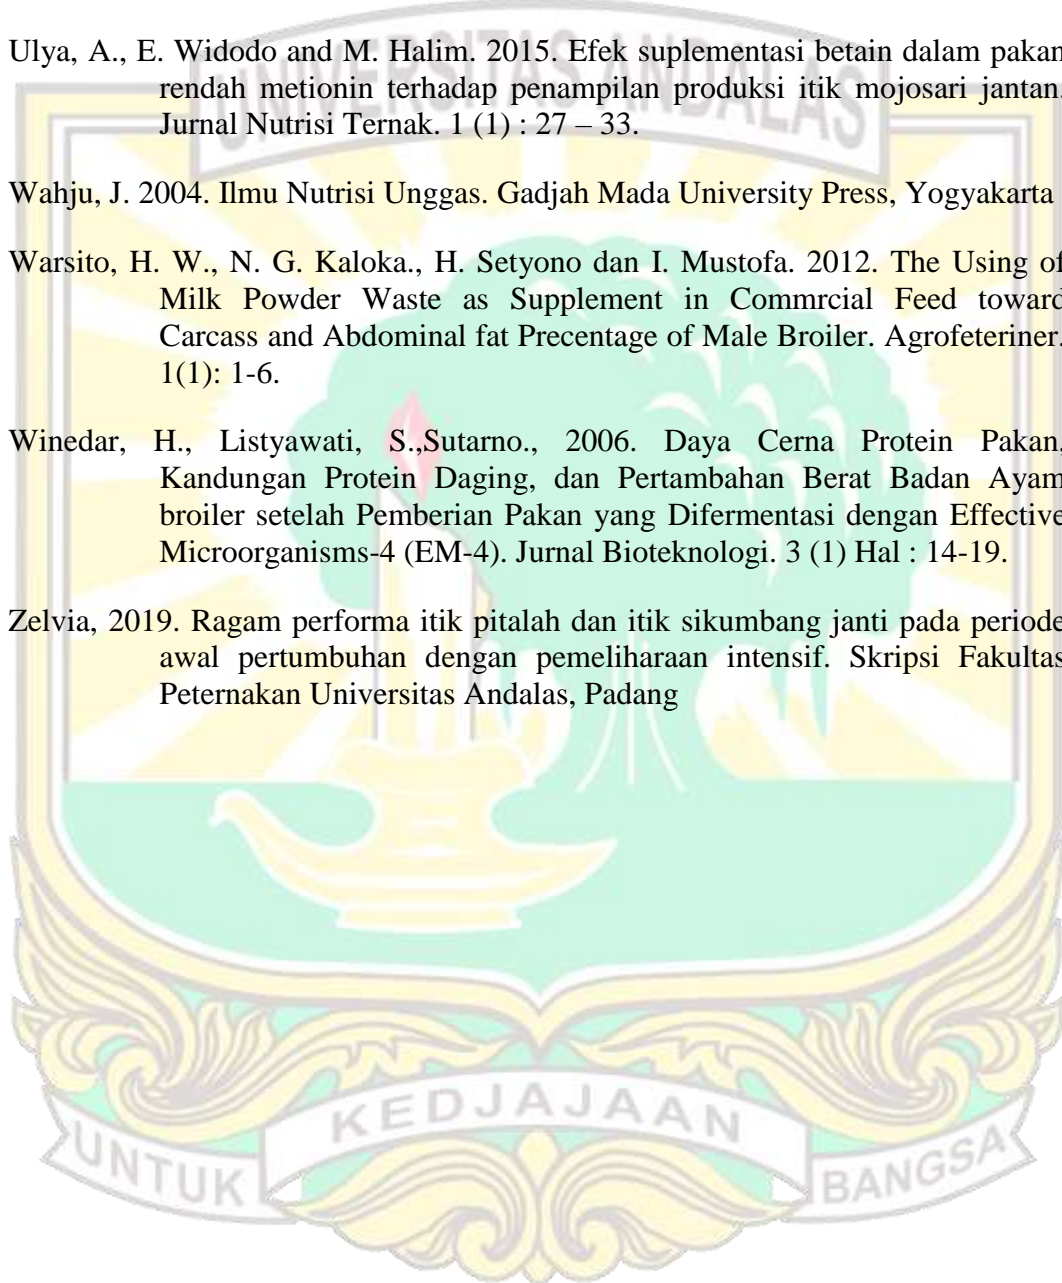 UNIVERSITAS ANDALAS
Ulya, A., E. Widodo and M. Halim. 2015. Efek suplementasi betain dalam pakan
rendah metionin terhadap penampilan produksi itik mojosari jantan.
Jurnal Nutrisi Ternak. 1 (1) : 27 – 33.
Wahju, J. 2004. Ilmu Nutrisi Unggas. Gadjah Mada University Press, Yogyakarta
Warsito, H. W., N. G. Kaloka., H. Setyono dan I. Mustofa. 2012. The Using of
Milk Powder Waste as Supplement in Commrcial Feed toward
Carcass and Abdominal fat Precentage of Male Broiler. Agrofeteriner.
1(1): 1-6.
Winedar, H., Listyawati, S.,Sutarno., 2006. Daya Cerna Protein Pakan,
Kandungan Protein Daging, dan Pertambahan Berat Badan Ayam
broiler setelah Pemberian Pakan yang Difermentasi dengan Effective
Microorganisms-4 (EM-4). Jurnal Bioteknologi. 3 (1) Hal : 14-19.
Zelvia, 2019. Ragam performa itik pitalah dan itik sikumbang janti pada periode
awal pertumbuhan dengan pemeliharaan intensif. Skripsi Fakultas
Peternakan Universitas Andalas, Padang
UNTUK KEDJAJAAN BANGSA